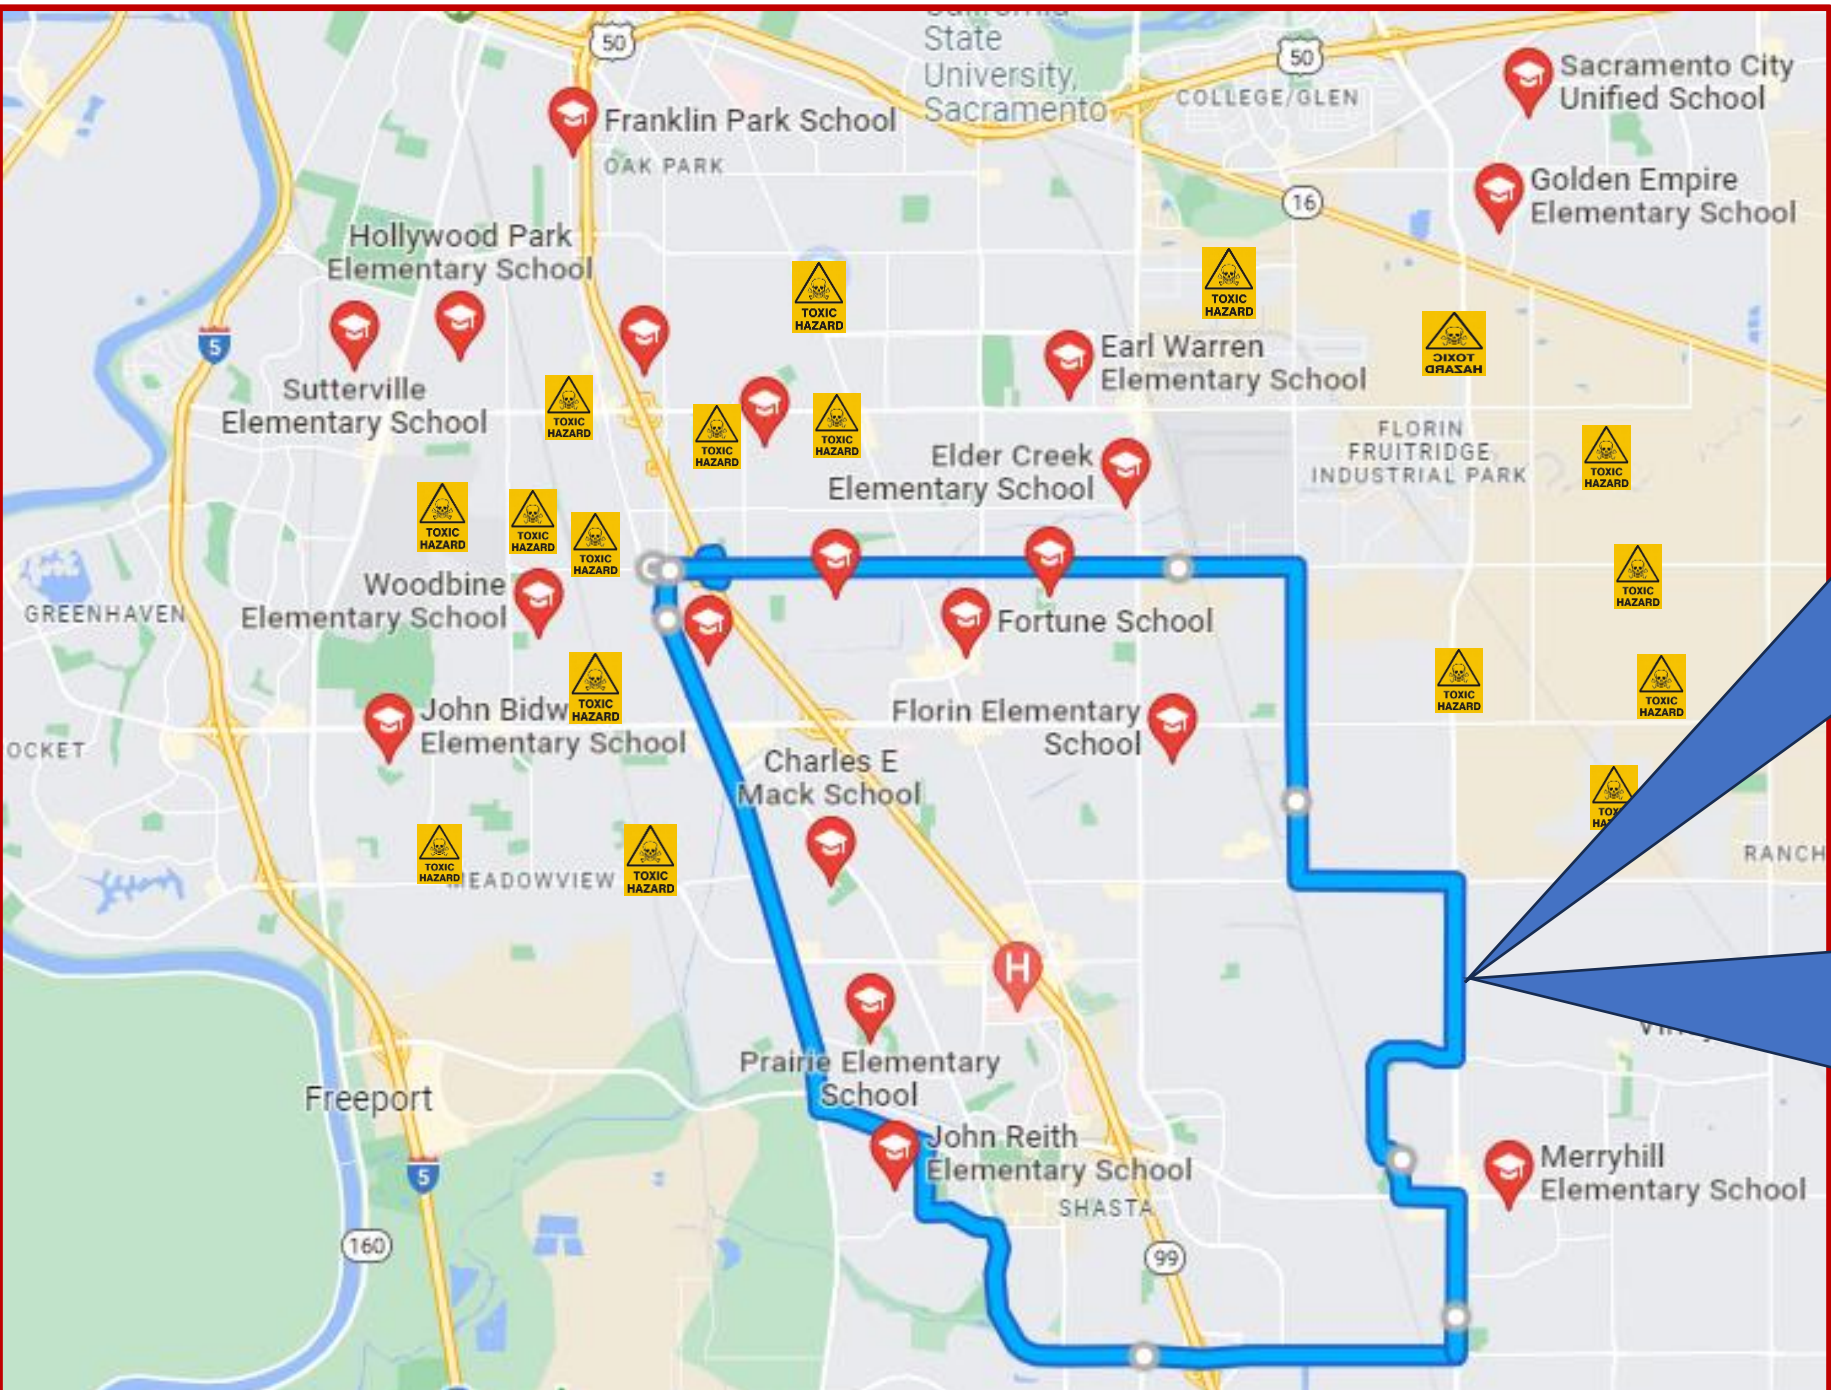 California
State
University,
Sacramento
50
50
COLLEGE/GLEN
Sacramento City
Unified School
Franklin Park School
OAK PARK
16
Golden Empire
Elementary School
Hollywood Park
Elementary School
TOXIC
HAZARD
TOXIC
HAZARD
5
TOXIC
HAZARD
Earl Warren
Elementary School
Sutterville
Elementary School
TOXIC
HAZARD
TOXIC
HAZARD
TOXIC
HAZARD
FLORIN
FRUITRIDGE
INDUSTRIAL PARK
Elder Creek
Elementary School
TOXIC
HAZARD
TOXIC
HAZARD
TOXIC
HAZARD
TOXIC
HAZARD
TOXIC
HAZARD
Woodbine
Elementary School
GREENHAVEN
Fortune School
TOXIC
HAZARD
TOXIC
HAZARD
TOXIC
HAZARD
John Bidw
Elementary School
Florin Elementary
School
OCKET
Charles E
Mack School
TOX
HA
TOXIC
HAZARD
TOXIC
HAZARD
MEADOWVIEW
RANCH
H
Prairie Elementary
School
Freeport
John Reith
Elementary School
Merryhill
Elementary School
5
SHASTA
160
99